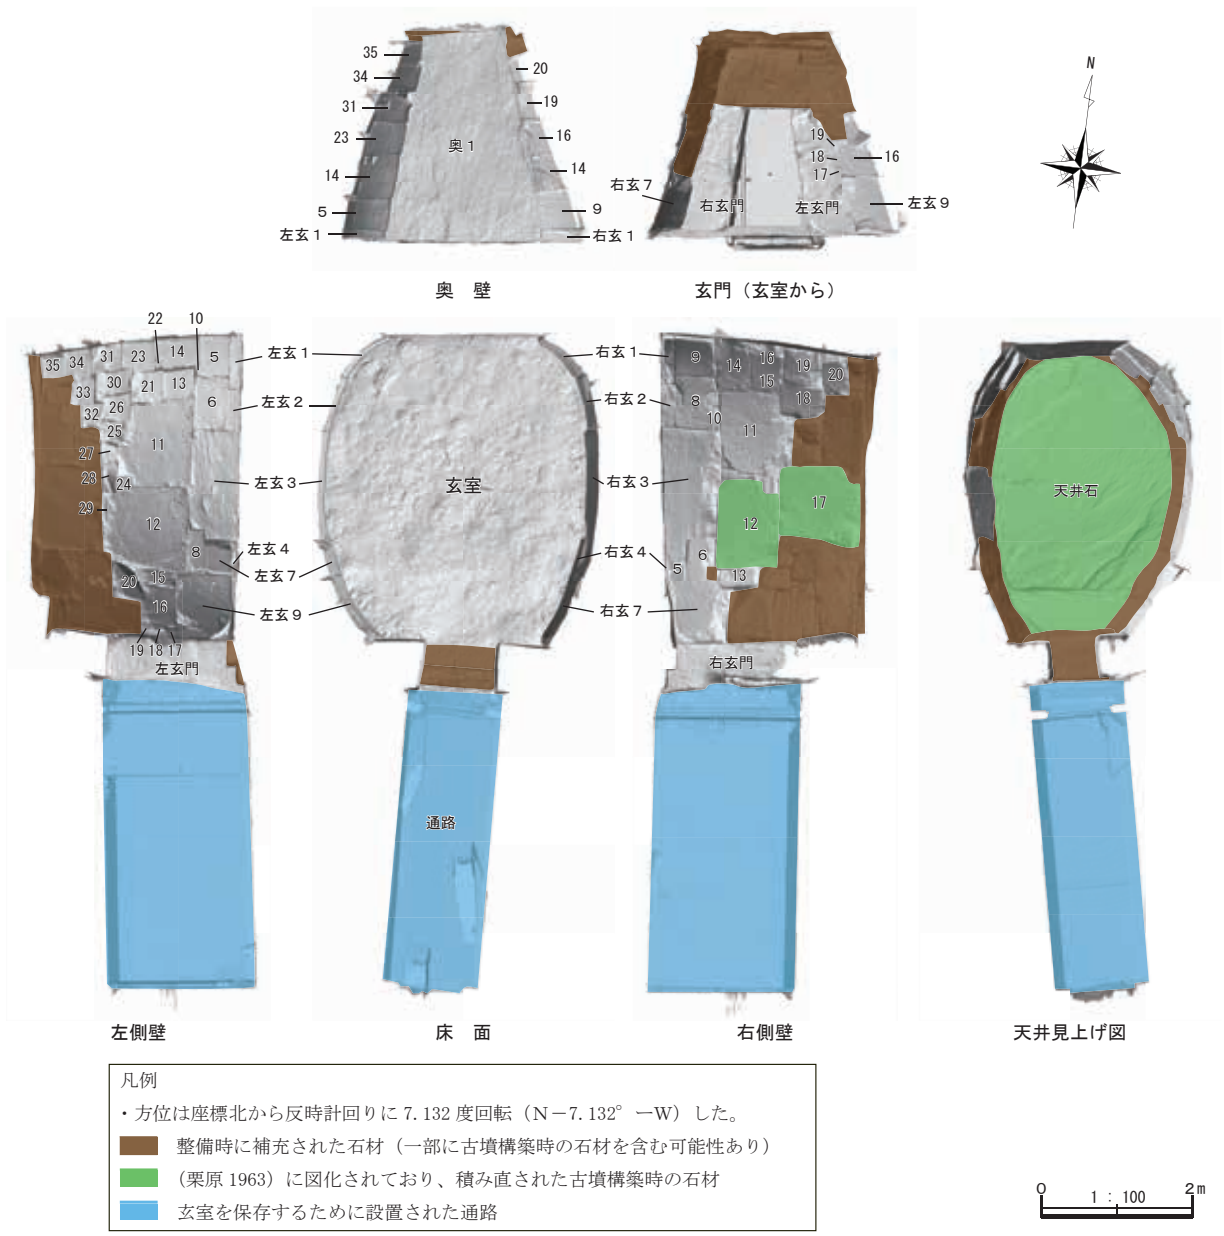 35
34
31
23
14
5
左玄1
奥1
20
19
16
14
9
右玄1
奥 壁
右玄7
右玄門
左玄門
19
18
17
16
左玄9
玄門（玄室から）
N
22
10
35
34
31
23
14
5
33
30
21
13
6
32
26
25
11
27
28
24
29
12
8
20
15
16
19
18
17
左玄門
左玄1
左玄2
左玄3
左玄4
左玄7
左玄9
左側壁
玄室
通路
床 面
右玄1
右玄2
右玄3
右玄4
右玄7
9
14
16
19
20
15
8
18
10
11
12
17
6
5
13
右玄門
右側壁
天井石
天井見上げ図
凡例
・方位は座標北から反時計回りに 7.132 度回転（N－7.132° －W）した。
整備時に補充された石材（一部に古墳構築時の石材を含む可能性あり）
（栗原 1963）に図化されており、積み直された古墳構築時の石材
玄室を保存するために設置された通路
0 1：100 2m